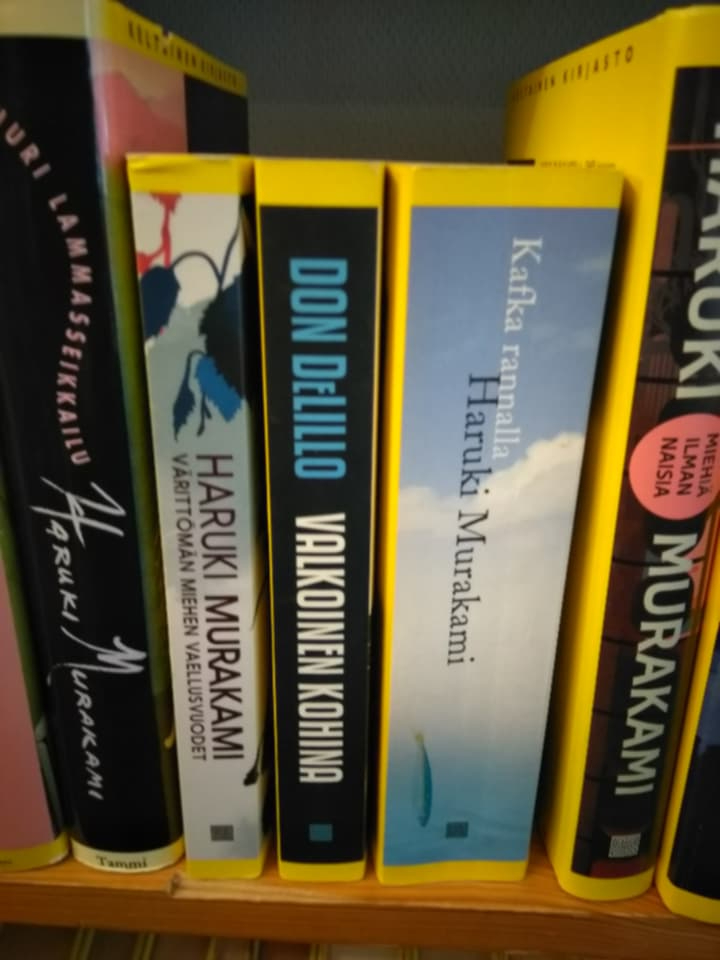 KELTAINEN KIRJASTO
LAMMASSEIKKAILU
HARUKI MURAKAMI
Tammi
HARUKI MURAKAMI
VÄRITTÖMÄN MIEHEN VAELLUSVUODET
DON DELILLO VALKOINEN KOHINA
Kafka rannalla
Haruki Murakami
KELTAINEN KIRJASTO
HARUKI MURAKAMI
MIEHIÄ
ILMAN
NAISIA